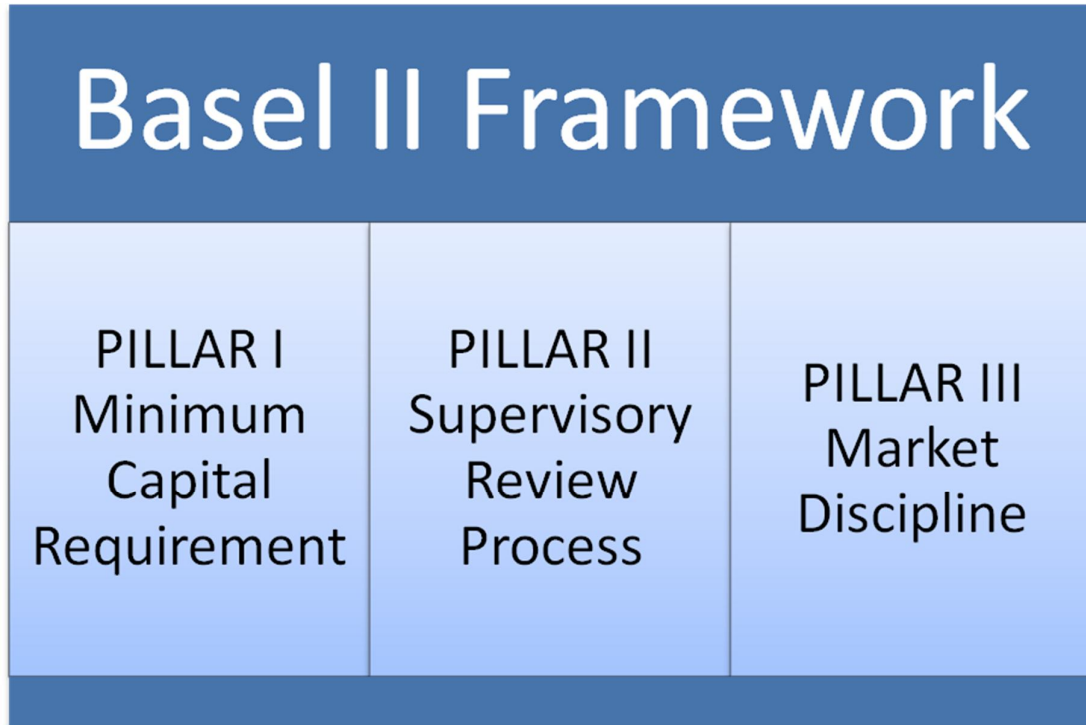 Basel II Framework
PILLAR I
Minimum
Capital
Requirement
PILLAR II
Supervisory
Review
Process
PILLAR III
Market
Discipline